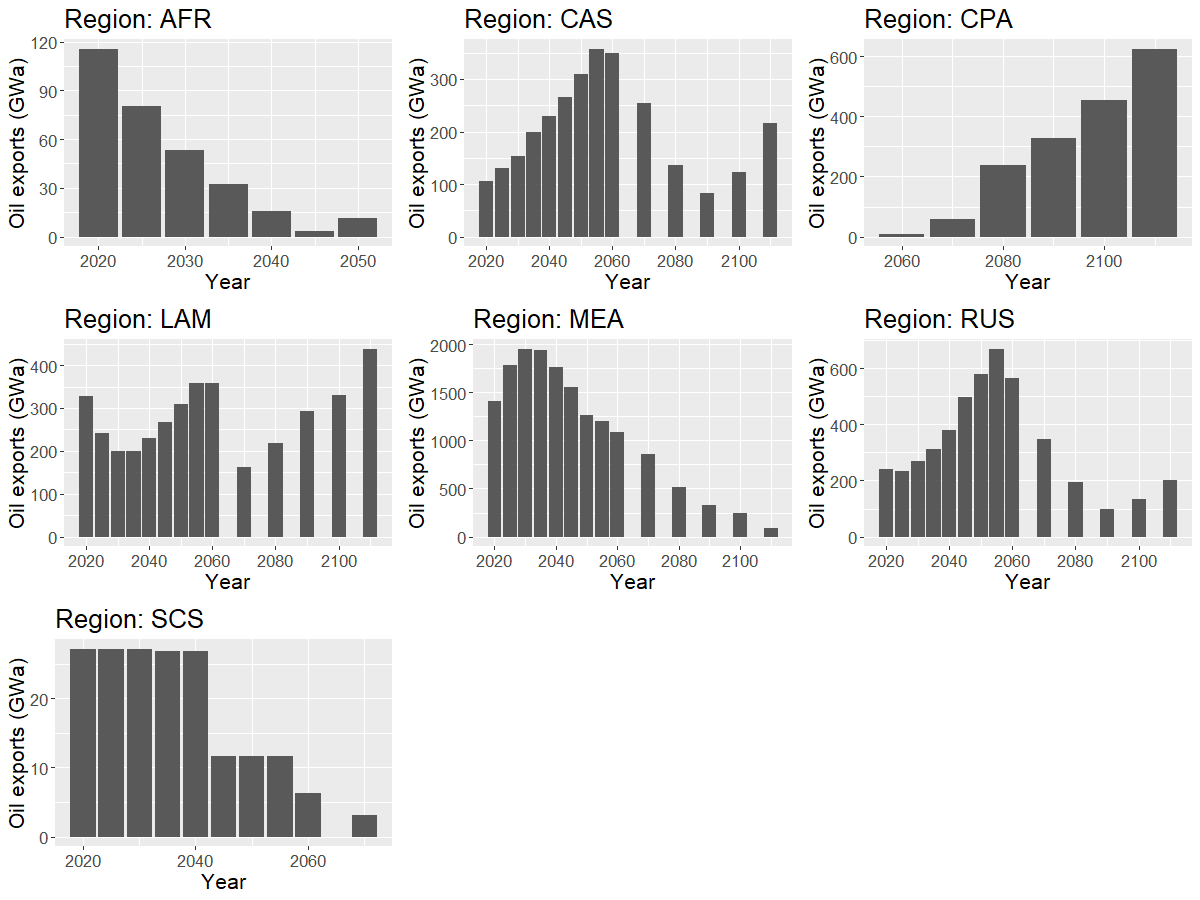 Region: AFR
Oil exports (GWa)
120
90
60
30
0
2020 2030 2040 2050
Year
Region: CAS
Oil exports (GWa)
300
200
100
0
2020 2040 2060 2080 2100
Year
Region: CPA
Oil exports (GWa)
600
400
200
0
2060 2080 2100
Year
Region: LAM
Oil exports (GWa)
400
300
200
100
0
2020 2040 2060 2080 2100
Year
Region: MEA
Oil exports (GWa)
2000
1500
1000
500
0
2020 2040 2060 2080 2100
Year
Region: RUS
Oil exports (GWa)
600
400
200
0
2020 2040 2060 2080 2100
Year
Region: SCS
Oil exports (GWa)
20
10
0
2020 2040 2060
Year